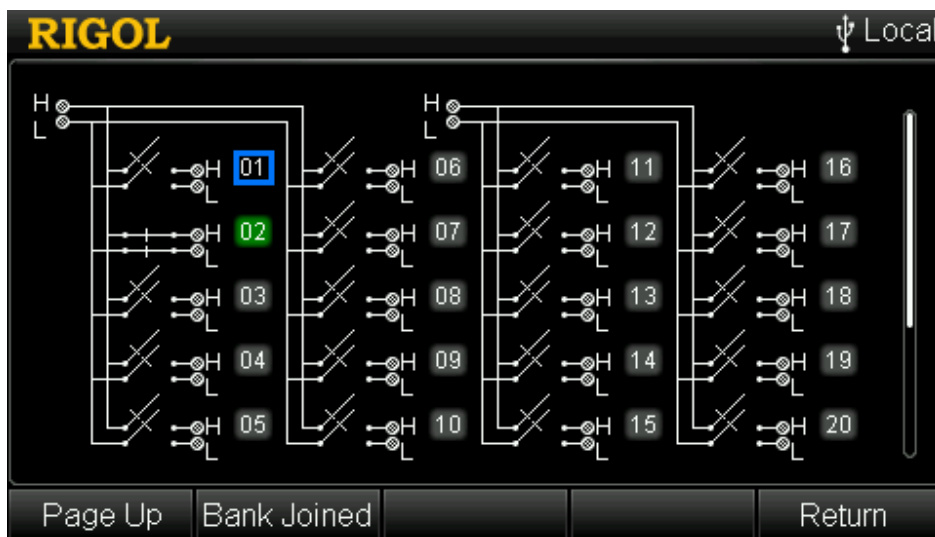 RIGOL Local
H H
L L
H 01 H 06 H 11 H 16
L L L L
H 02 H 07 H 12 H 17
L L L L
H 03 H 08 H 13 H 18
L L L L
H 04 H 09 H 14 H 19
L L L L
H 05 H 10 H 15 H 20
L L L L
Page Up Bank Joined Return